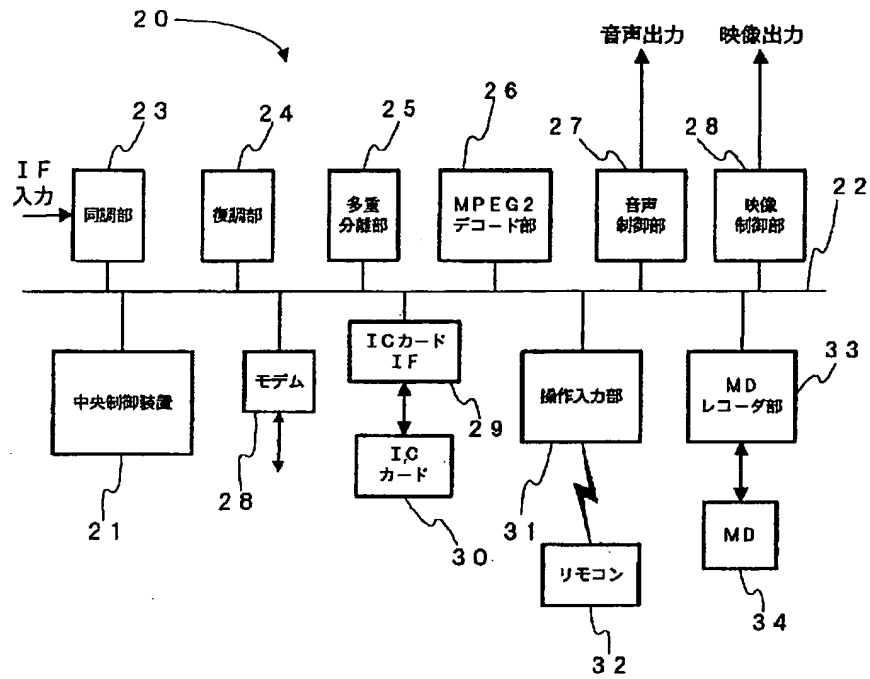 ２０
音声出力
映像出力
２３
２４
２５
２６
２７
２８
ＩＦ
入力
同調部
復調部
多重
分離部
ＭＰＥＧ２
デコード部
音声
制御部
映像
制御部
２２
中央制御装置
モデム
ＩＣカード
ＩＦ
操作入力部
ＭＤ
レコーダ部
３３
２９
ＩＣ
カード
２１
２８
３０
３１
ＭＤ
リモコン
３４
３２